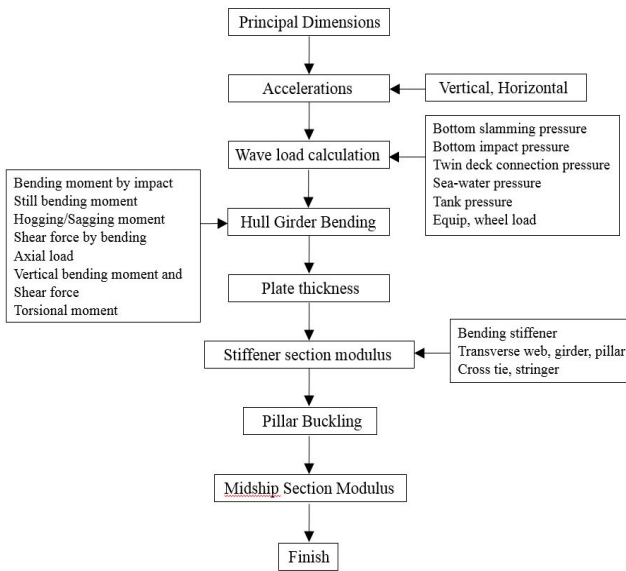 Principal Dimensions
Accelerations
Vertical, Horizontal
Wave load calculation
Bottom slamming pressure
Bottom impact pressure
Twin deck connection pressure
Sea-water pressure
Tank pressure
Equip, wheel load
Bending moment by impact
Still bending moment
Hogging/Sagging moment
Shear force by bending
Axial load
Vertical bending moment and
Shear force
Torsional moment
Hull Girder Bending
Plate thickness
Stiffener section modulus
Bending stiffener
Transverse web, girder, pillar
Cross tie, stringer
Pillar Buckling
Midship Section Modulus
Finish